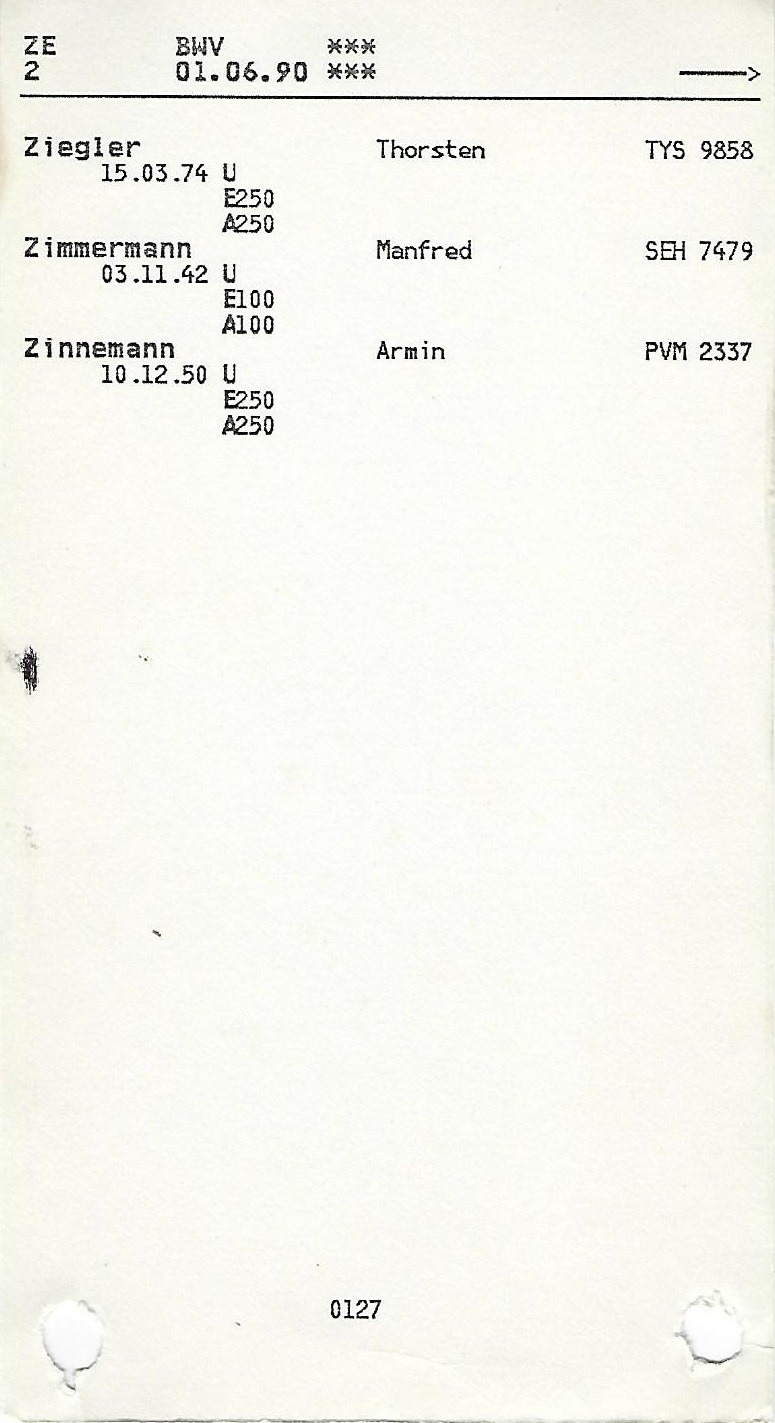 ZE BWV ***
2 01.06.90 *** ——>
Ziegler Thorsten TYS 9858
15.03.74 U
E250
A250
Zimmermann Manfred SEH 7479
03.11.42 U
E100
A100
Zinnemann Armin PVM 2337
10.12.50 U
E250
A250
0127